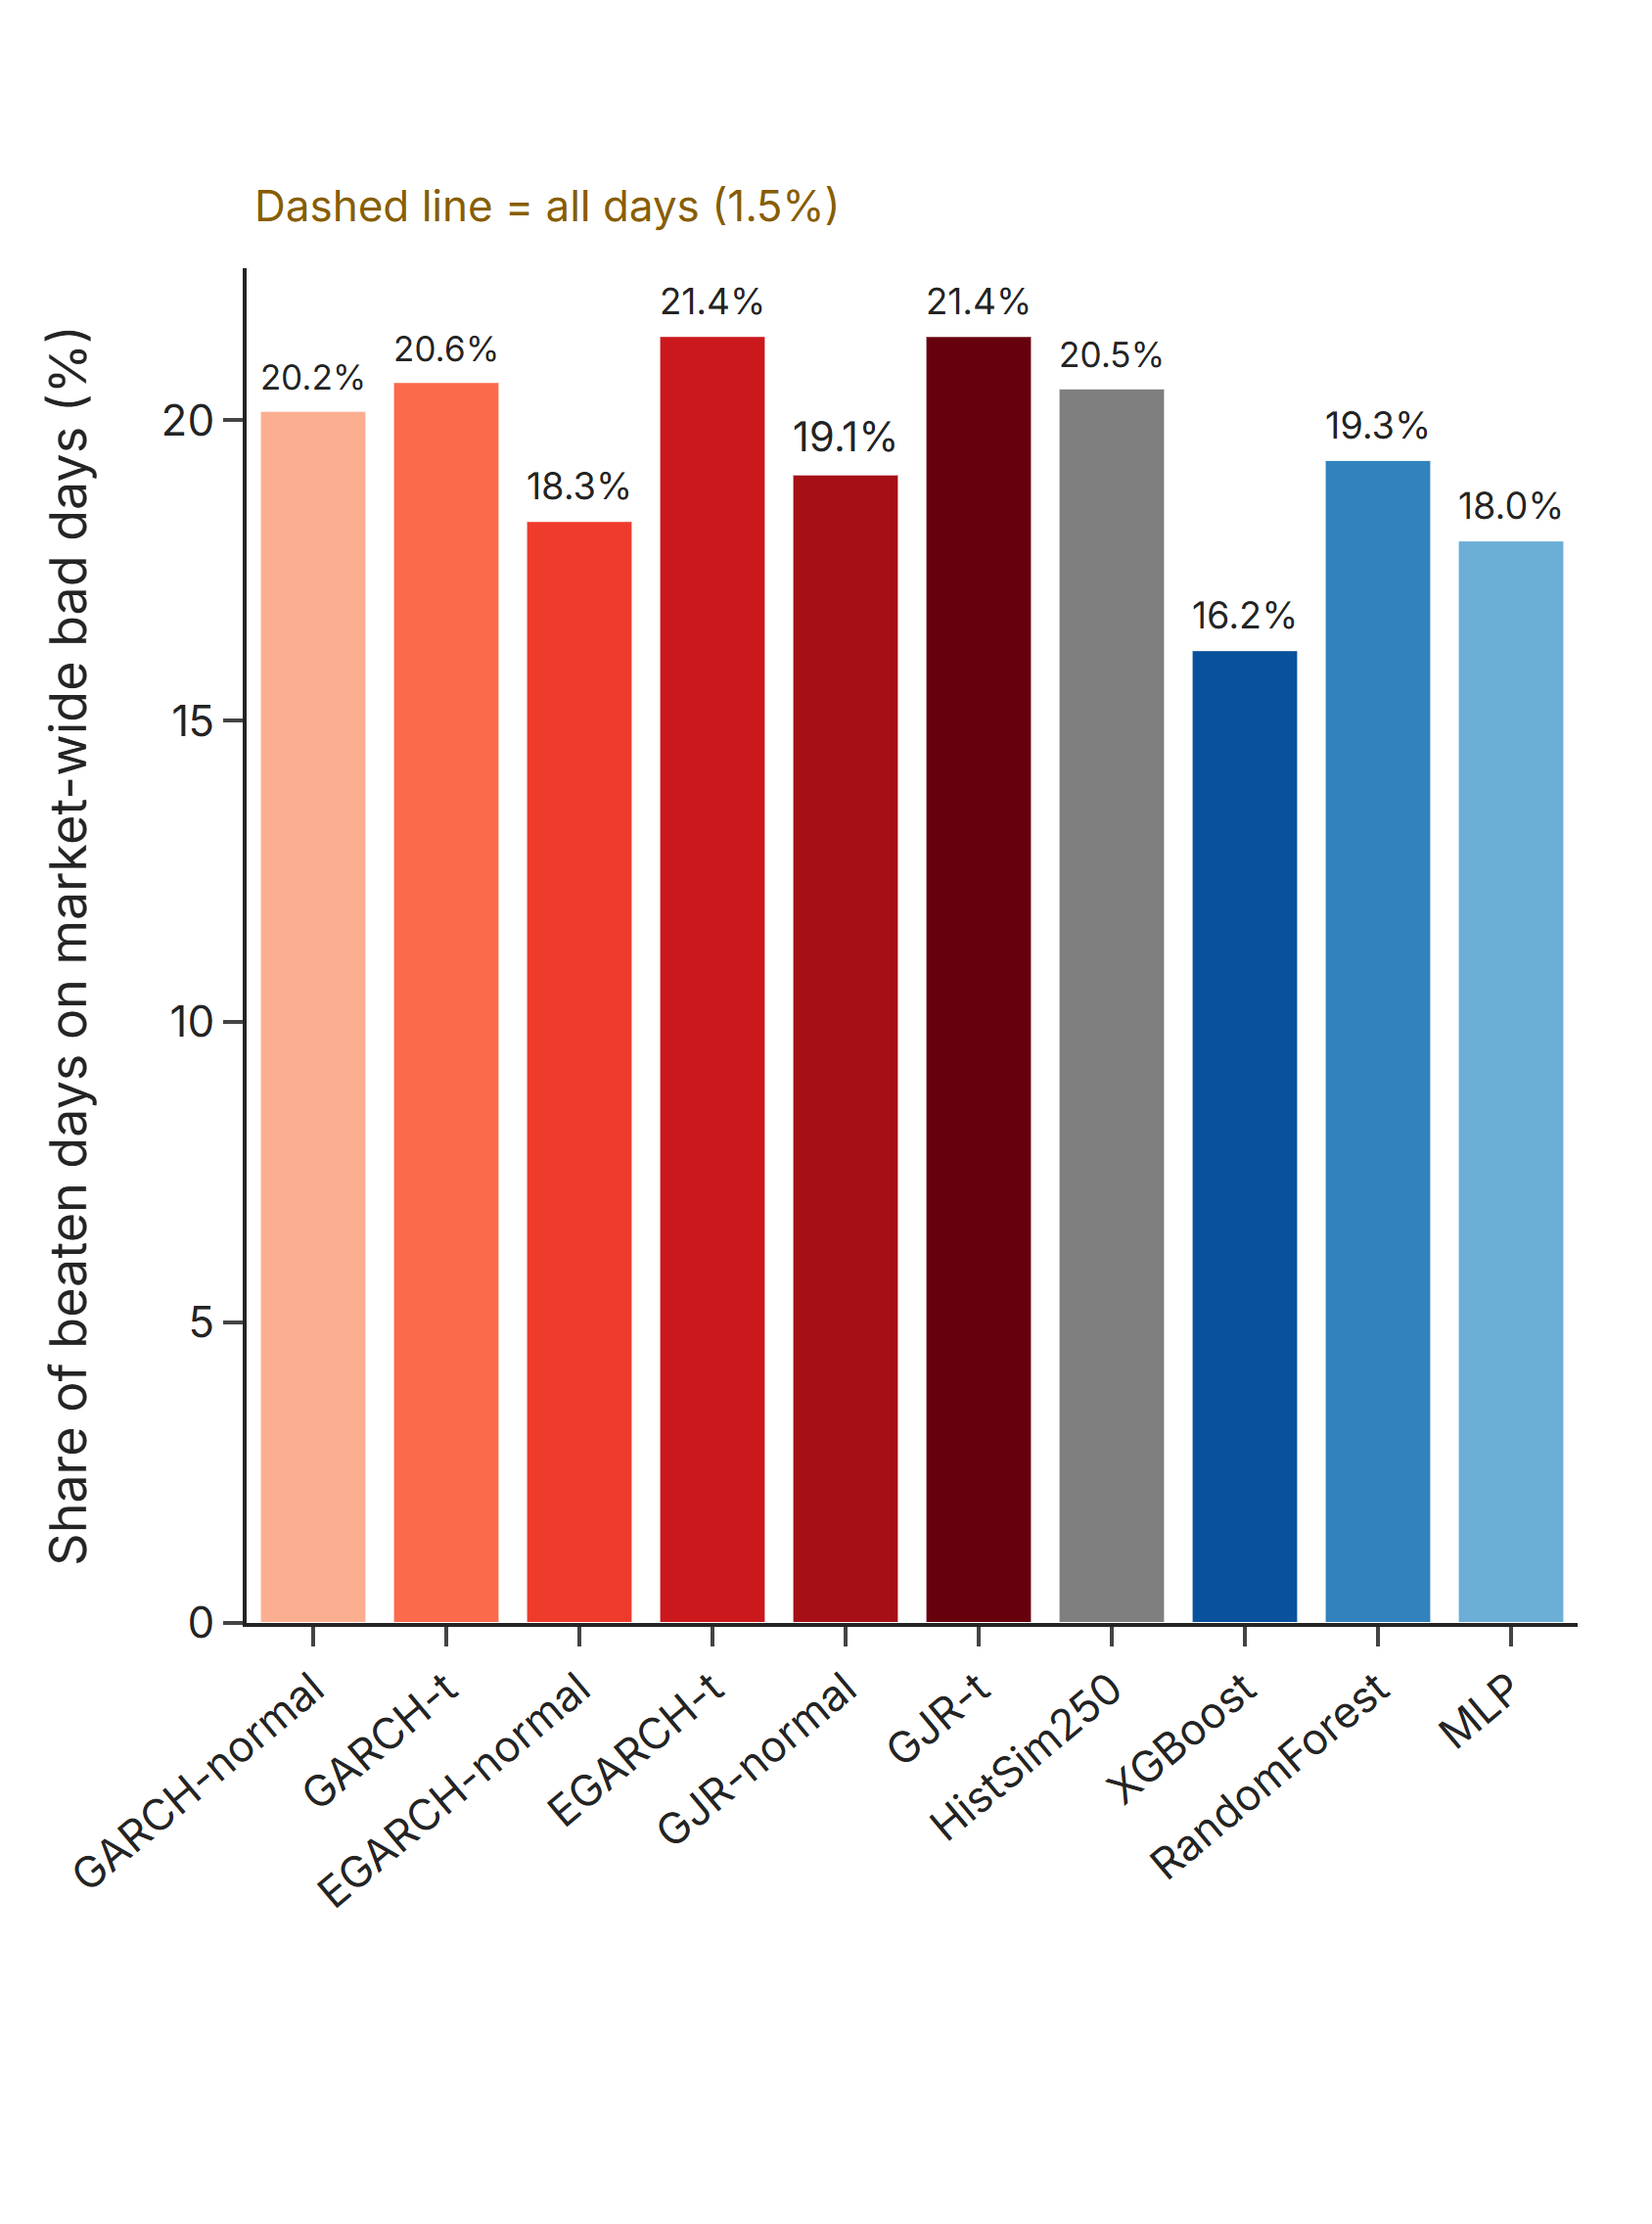 Dashed line = all days (1.5%)
Share of beaten days on market-wide bad days (%)
20
15
10
5
0
20.2%
20.6%
18.3%
21.4%
19.1%
21.4%
20.5%
16.2%
19.3%
18.0%
GARCH-normal
GARCH-t
EGARCH-normal
EGARCH-t
GJR-normal
GJR-t
HistSim250
XGBoost
RandomForest
MLP